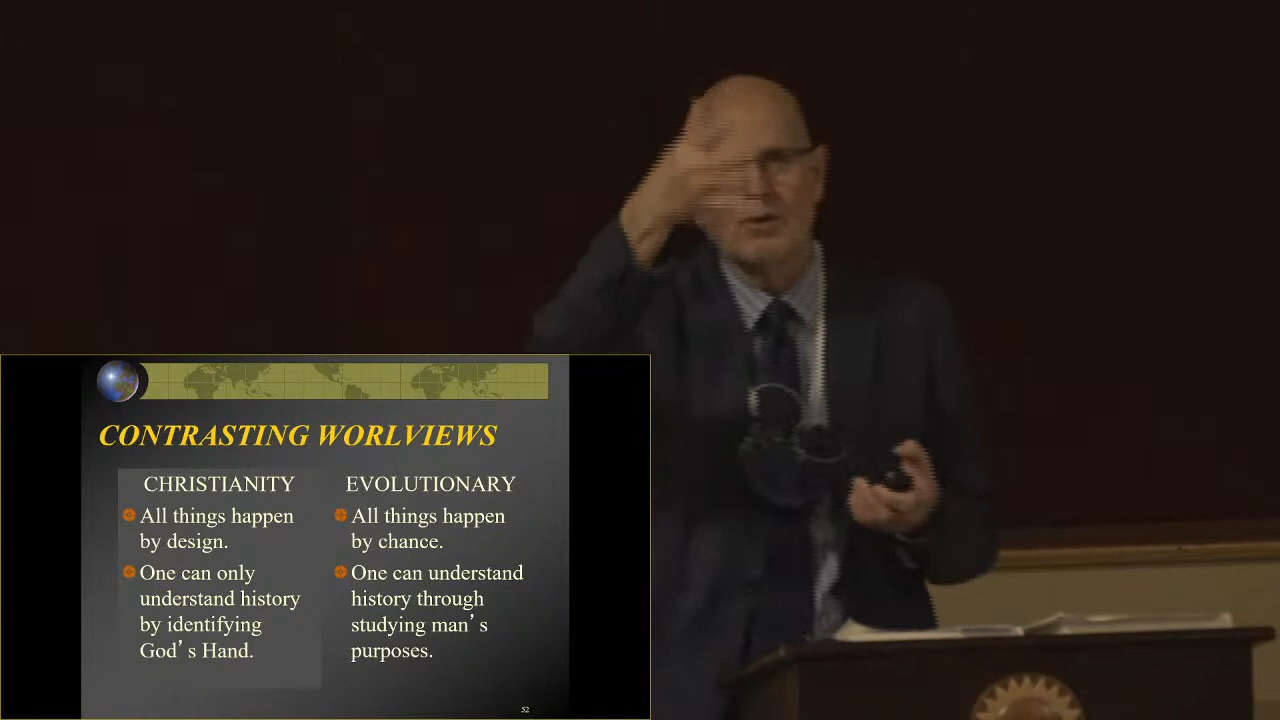 CONTRASTING WORLVIEWS
CHRISTIANITY
All things happen
by design.
One can only
understand history
by identifying
God’s Hand.
EVOLUTIONARY
All things happen
by chance.
One can understand
history through
studying man’s
purposes.
52